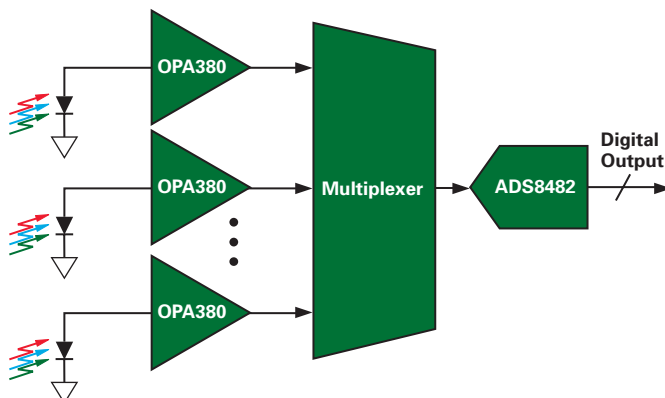 OPA380
OPA380
OPA380
Multiplexer
ADS8482
Digital
Output